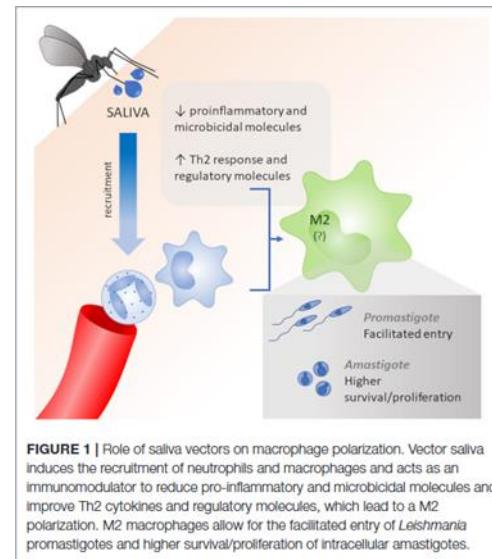 SALIVA
↓ proinflammatory and
microbicidal molecules
↑ Th2 response and
regulatory molecules
recruitment
M2
(?)
Promastigote
Facilitated entry
Amastigote
Higher
survival/proliferation
FIGURE 1 | Role of saliva vectors on macrophage polarization. Vector saliva
induces the recruitment of neutrophils and macrophages and acts as an
immunomodulator to reduce pro-inflammatory and microbicidal molecules and
improve Th2 cytokines and regulatory molecules, which lead to a M2
polarization. M2 macrophages allow for the facilitated entry of Leishmania
promastigotes and higher survival/proliferation of intracellular amastigotes.